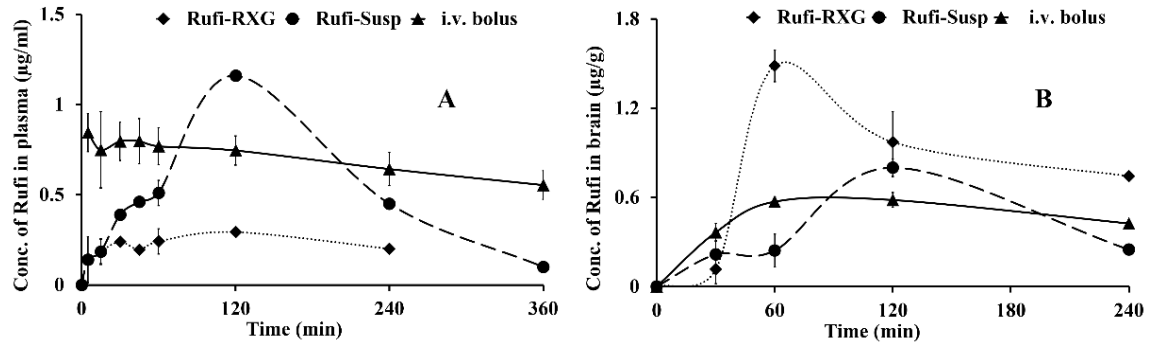 Rufi-RXG Rufi-Susp i.v. bolus
Conc. of Rufi in plasma (µg/ml)
1.5
1
0.5
0
A
0 120 240 360
Time (min)
Rufi-RXG Rufi-Susp i.v. bolus
Conc. of Rufi in brain (µg/g)
1.8
1.2
0.6
0
B
0 60 120 180 240
Time (min)